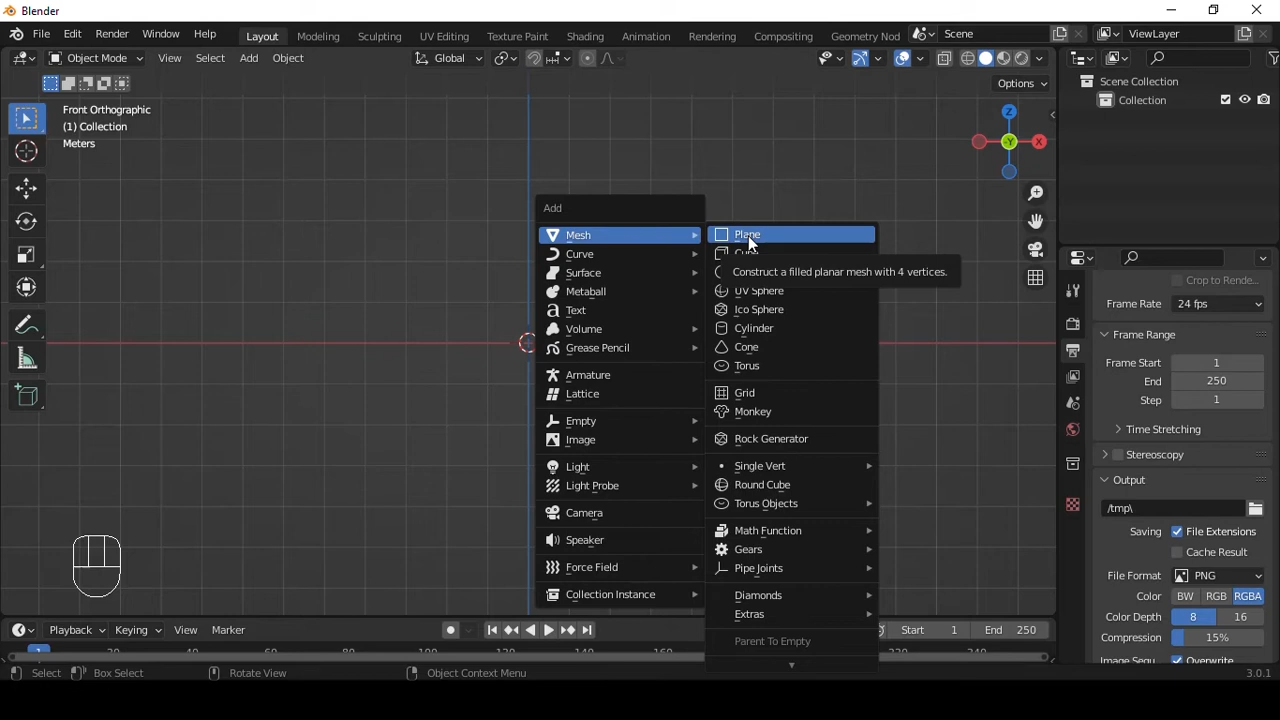 Blender
File Edit Render Window Help Layout Modeling Sculpting UV Editing Texture Paint Shading Animation Rendering Compositing Geometry Nod Scene ViewLayer
Object Mode View Select Add Object Global
Options
Front Orthographic
(1) Collection
Meters
Z
X
-Y
Scene Collection
Collection
Add
Mesh
Curve
Surface
Metaball
Text
Volume
Grease Pencil
Armature
Lattice
Empty
Image
Light
Light Probe
Camera
Speaker
Force Field
Collection Instance
Plane
Cube
Construct a filled planar mesh with 4 vertices.
UV Sphere
Ico Sphere
Cylinder
Cone
Torus
Grid
Monkey
Rock Generator
Single Vert
Round Cube
Torus Objects
Math Function
Gears
Pipe Joints
Diamonds
Extras
Parent To Empty
Crop to Rende...
Frame Rate 24 fps
Frame Range
Frame Start 1
End 250
Step 1
Time Stretching
Stereoscopy
Output
/tmp\
Saving File Extensions
Cache Result
File Format PNG
Color BW RGB RGBA
Color Depth 8 16
Compression 15%
Image Sequ... Overwrite
Playback Keying View Marker Start 1 End 250
1
Select Box Select Rotate View Object Context Menu 3.0.1